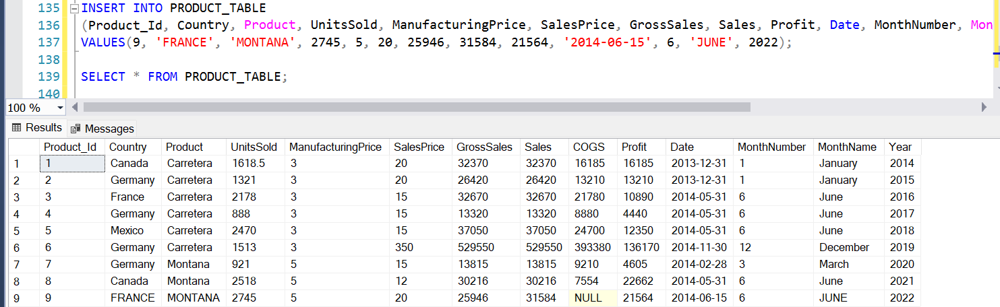 135 INSERT INTO PRODUCT_TABLE
136 (Product_Id, Country, Product, UnitsSold, ManufacturingPrice, SalesPrice, GrossSales, Sales, Profit, Date, MonthNumber, Mon
137 VALUES(9, 'FRANCE', 'MONTANA', 2745, 5, 20, 25946, 31584, 21564, '2014-06-15', 6, 'JUNE', 2022);
138
139 SELECT * FROM PRODUCT_TABLE;
140
100 %
Results Messages
Product_Id Country Product UnitsSold ManufacturingPrice SalesPrice GrossSales Sales COGS Profit Date MonthNumber MonthName Year
1 1 Canada Carretera 1618.5 3 20 32370 32370 16185 16185 2013-12-31 1 January 2014
2 2 Germany Carretera 1321 3 20 26420 26420 13210 13210 2013-12-31 1 January 2015
3 3 France Carretera 2178 3 15 32670 32670 21780 10890 2014-05-31 6 June 2016
4 4 Germany Carretera 888 3 15 13320 13320 8880 4440 2014-05-31 6 June 2017
5 5 Mexico Carretera 2470 3 15 37050 37050 24700 12350 2014-05-31 6 June 2018
6 6 Germany Carretera 1513 3 350 529550 529550 393380 136170 2014-11-30 12 December 2019
7 7 Germany Montana 921 5 15 13815 13815 9210 4605 2014-02-28 3 March 2020
8 8 Canada Montana 2518 5 12 30216 30216 7554 22662 2014-05-31 6 June 2021
9 9 FRANCE MONTANA 2745 5 20 25946 31584 NULL 21564 2014-06-15 6 JUNE 2022